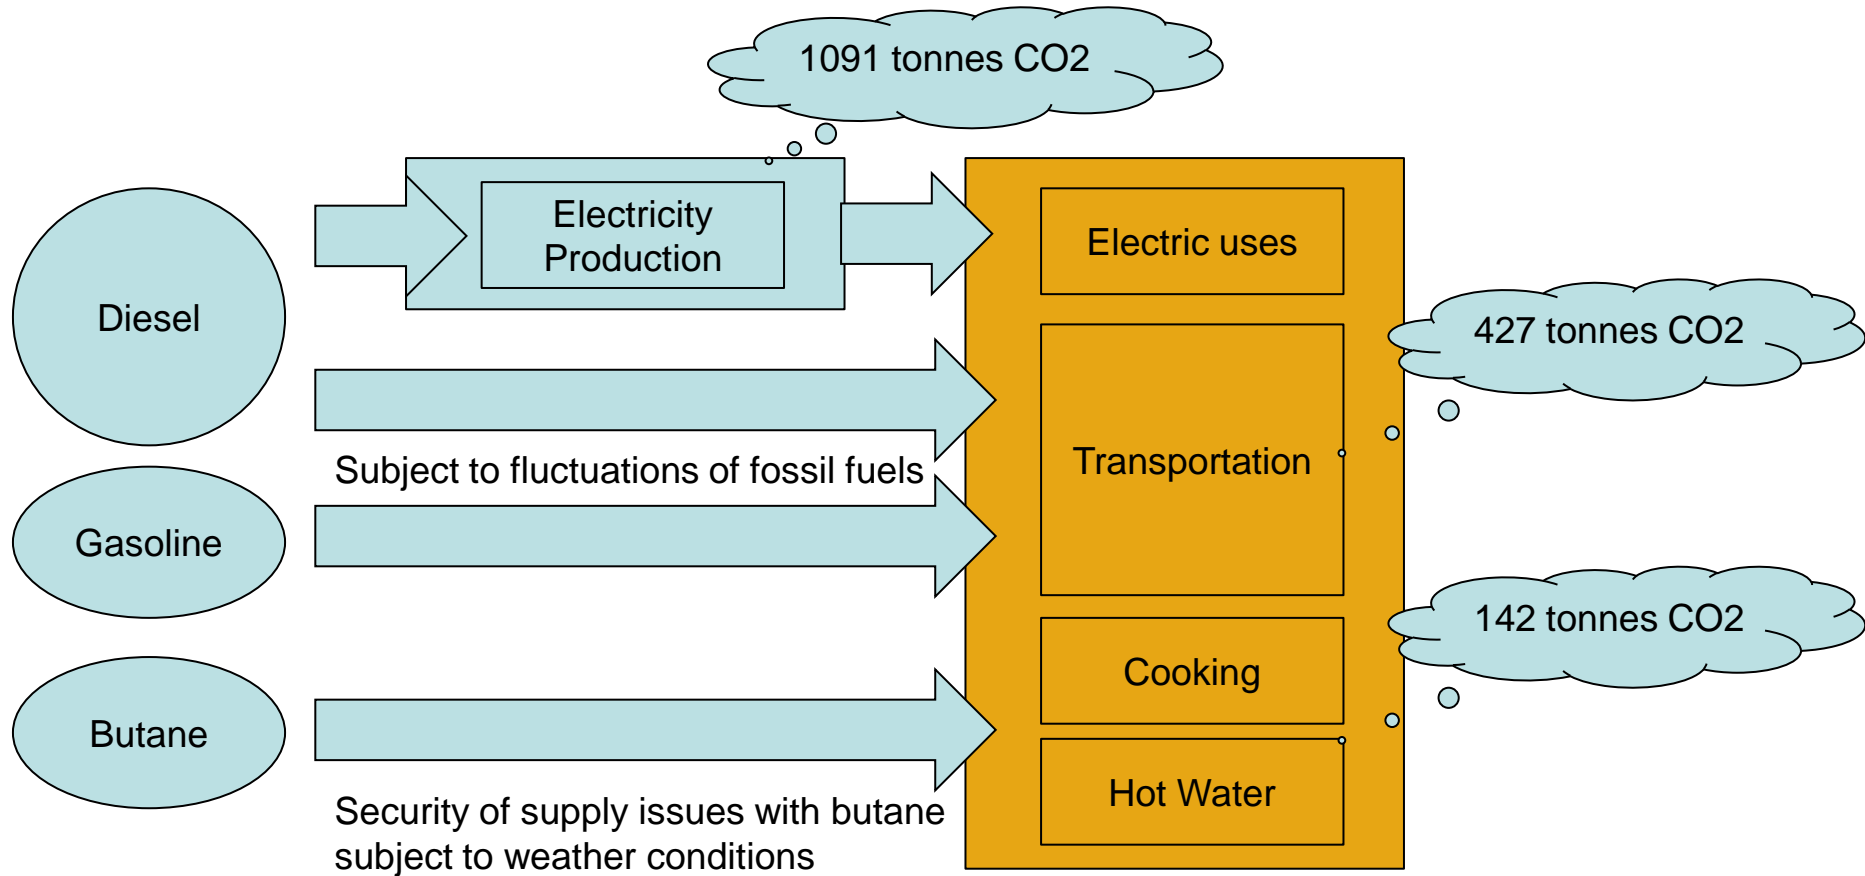 1091 tonnes CO2
Electricity
Production
Electric uses
Diesel
427 tonnes CO2
Subject to fluctuations of fossil fuels
Transportation
Gasoline
142 tonnes CO2
Cooking
Butane
Hot Water
Security of supply issues with butane
subject to weather conditions